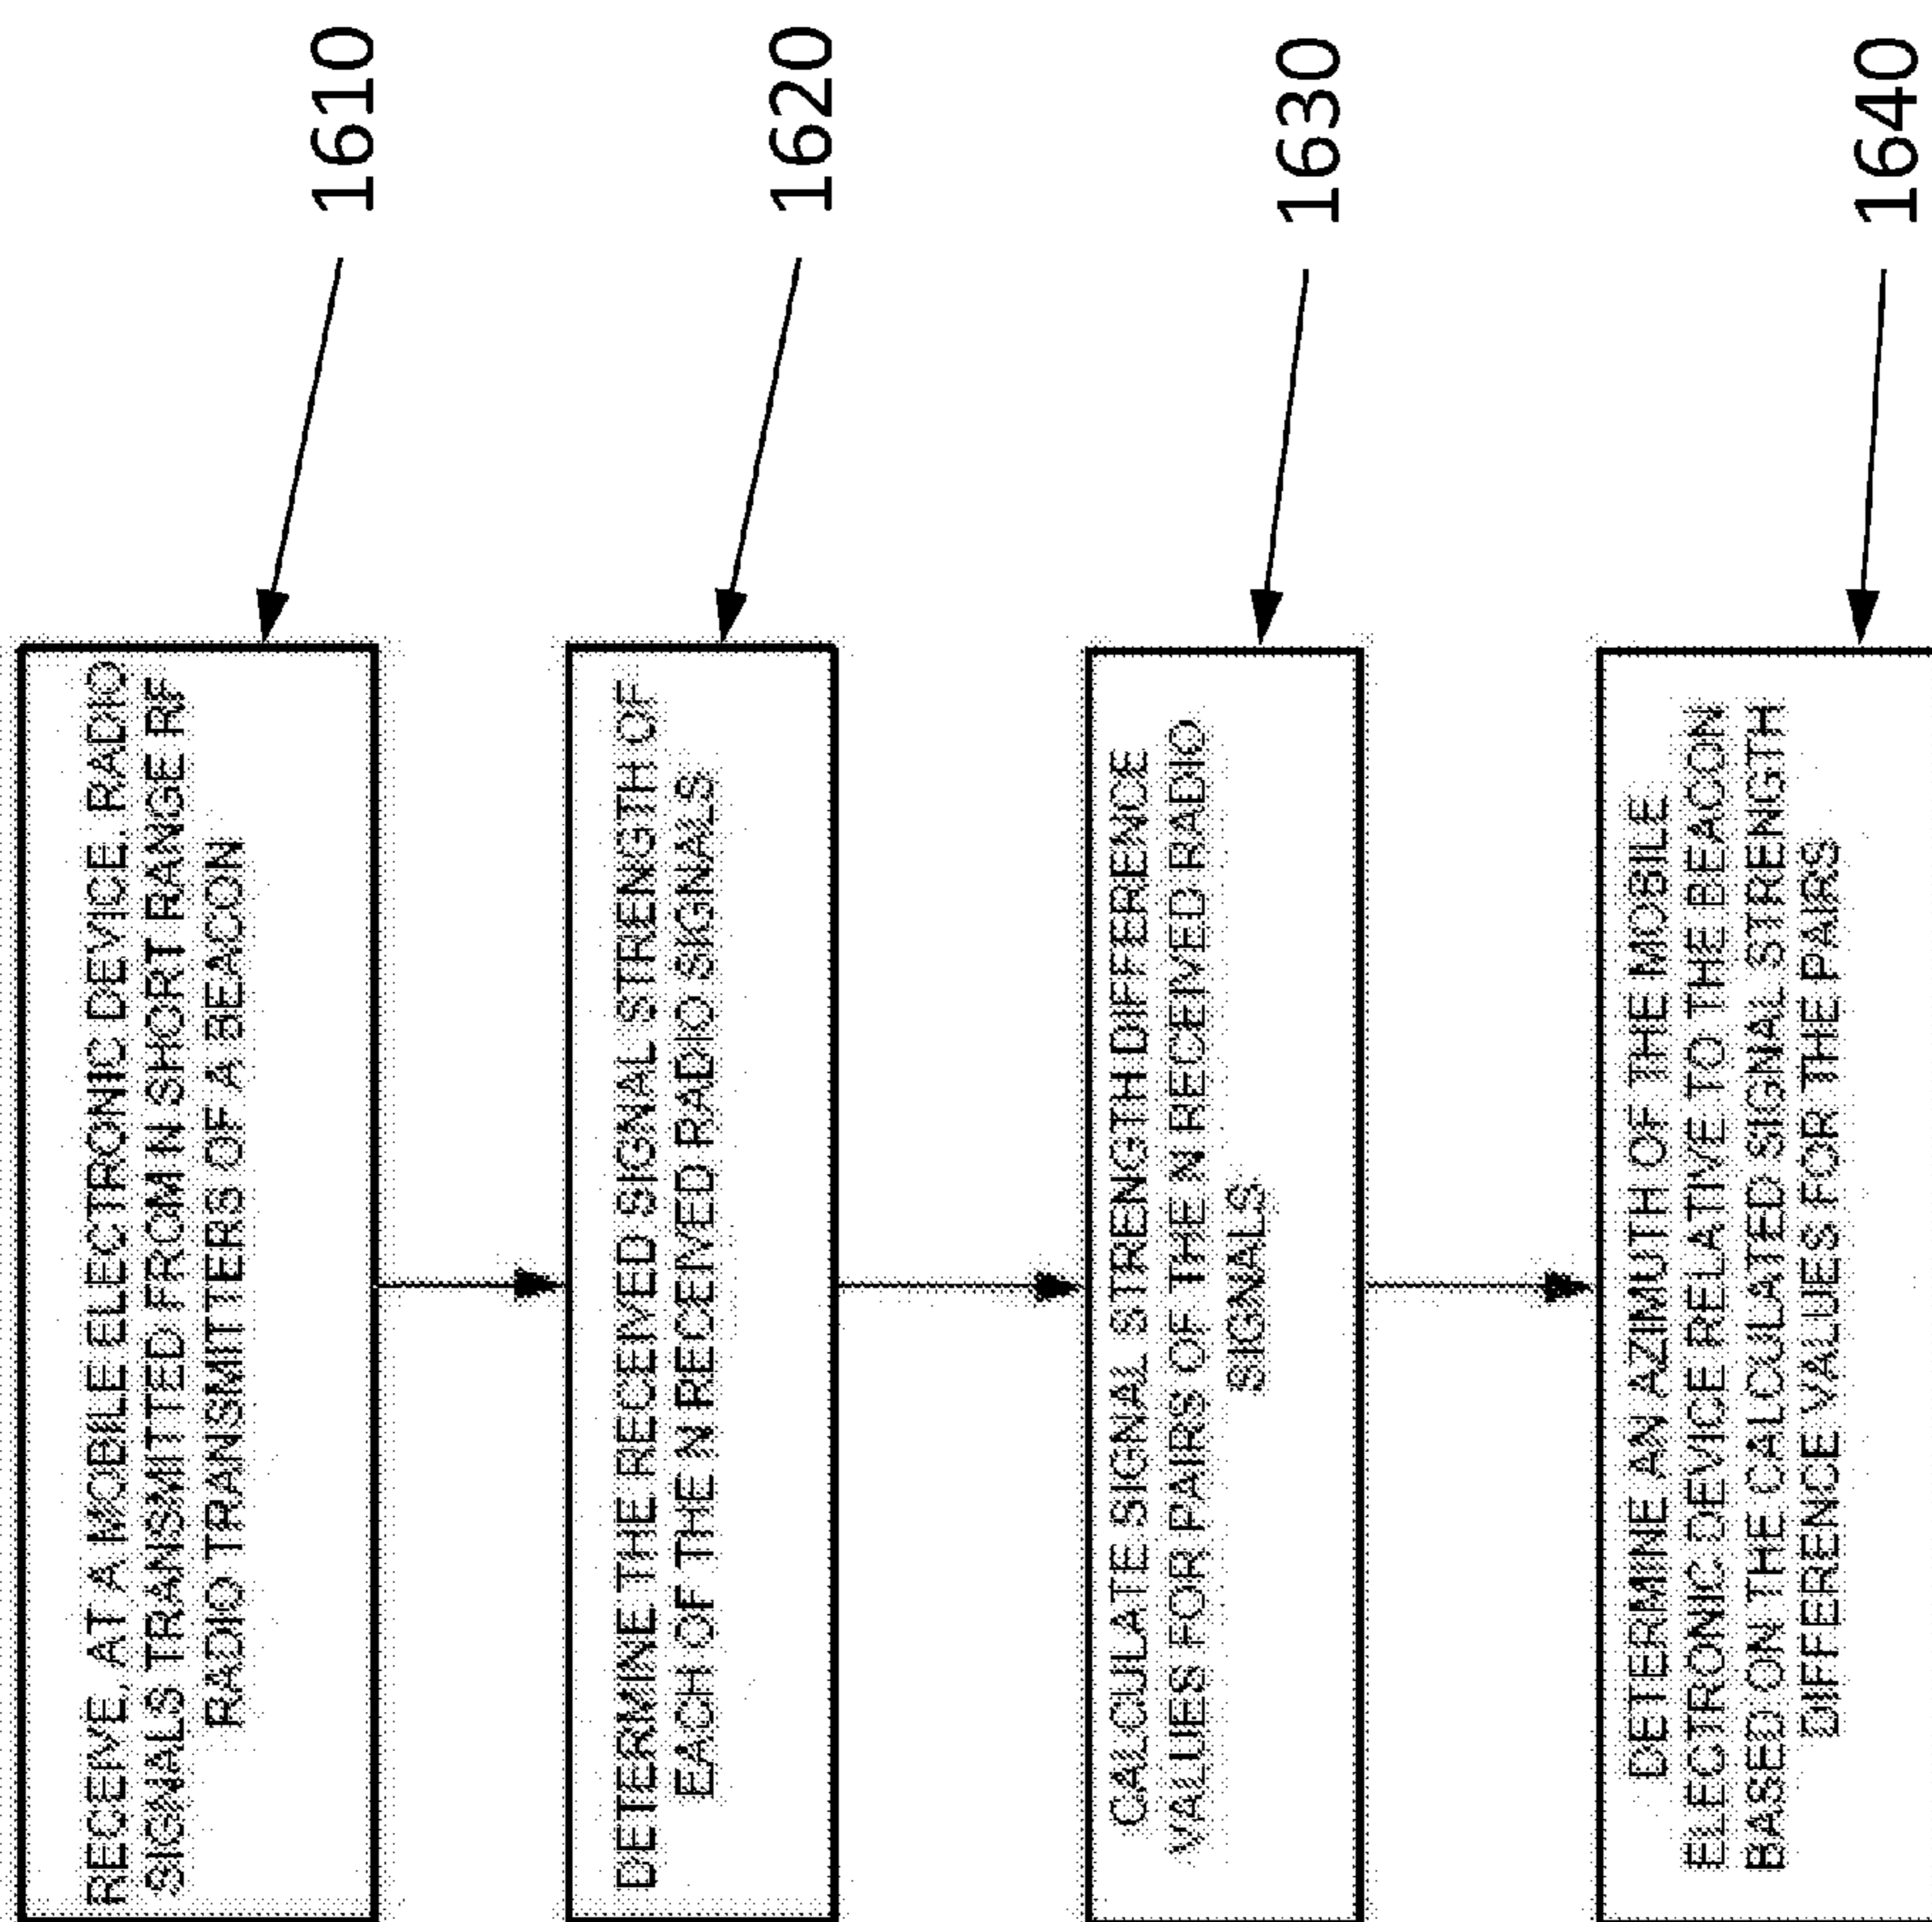 RECEIVE, AT A MOBILE ELECTRONIC DEVICE, RADIO
SIGNALS TRANSMITTED FROM N SHORT RANGE RF
RADIO TRANSMITTERS OF A BEACON
1610
DETERMINE THE RECEIVED SIGNAL STRENGTH OF
EACH OF THE N RECEIVED RADIO SIGNALS
1620
CALCULATE SIGNAL STRENGTH DIFFERENCE
VALUES FOR PAIRS OF THE N RECEIVED RADIO
SIGNALS
1630
DETERMINE AN AZIMUTH OF THE MOBILE
ELECTRONIC DEVICE RELATIVE TO THE BEACON
BASED ON THE CALCULATED SIGNAL STRENGTH
DIFFERENCE VALUES FOR THE PAIRS
1640